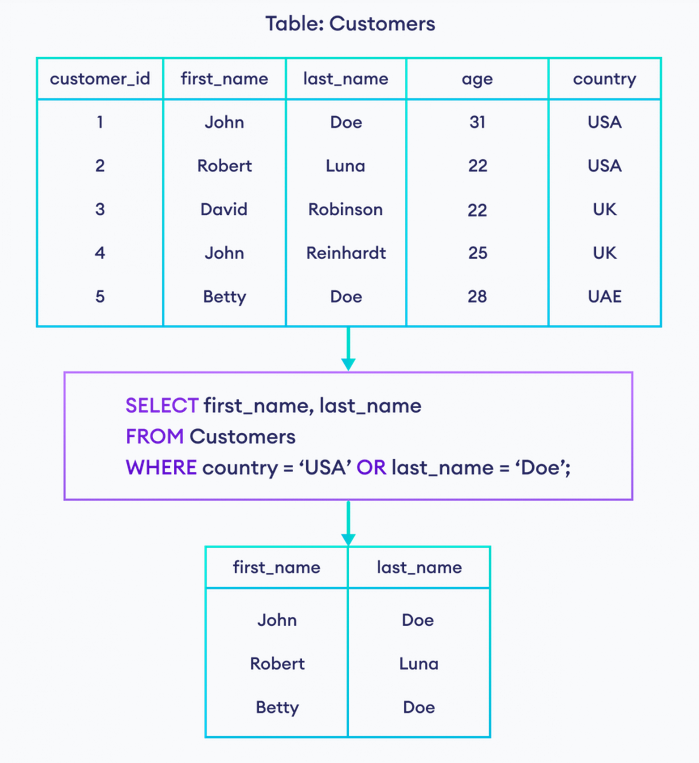 Table: Customers
customer_id first_name last_name age country
1 John Doe 31 USA
2 Robert Luna 22 USA
3 David Robinson 22 UK
4 John Reinhardt 25 UK
5 Betty Doe 28 UAE
SELECT first_name, last_name
FROM Customers
WHERE country = ‘USA’ OR last_name = ‘Doe’;
first_name last_name
John Doe
Robert Luna
Betty Doe